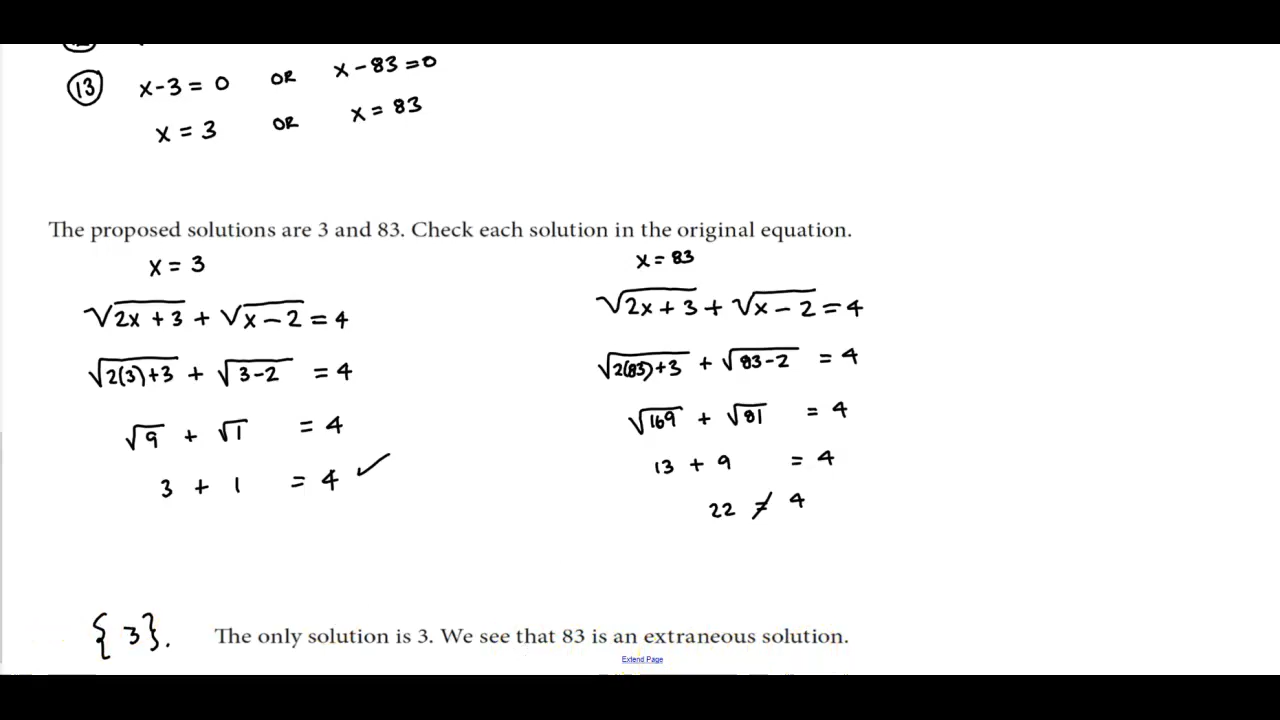 13 x-3=0 OR x-83=0
x=3 OR x=83
The proposed solutions are 3 and 83. Check each solution in the original equation.
x=3
√(2x+3) + √(x-2) = 4
√(2(3)+3) + √(3-2) = 4
√9 + √1 = 4
3 + 1 = 4 ✓
x=83
√(2x+3) + √(x-2) = 4
√(2(83)+3) + √(83-2) = 4
√169 + √81 = 4
13 + 9 = 4
22 ≠ 4
{3}. The only solution is 3. We see that 83 is an extraneous solution.
Extend Page